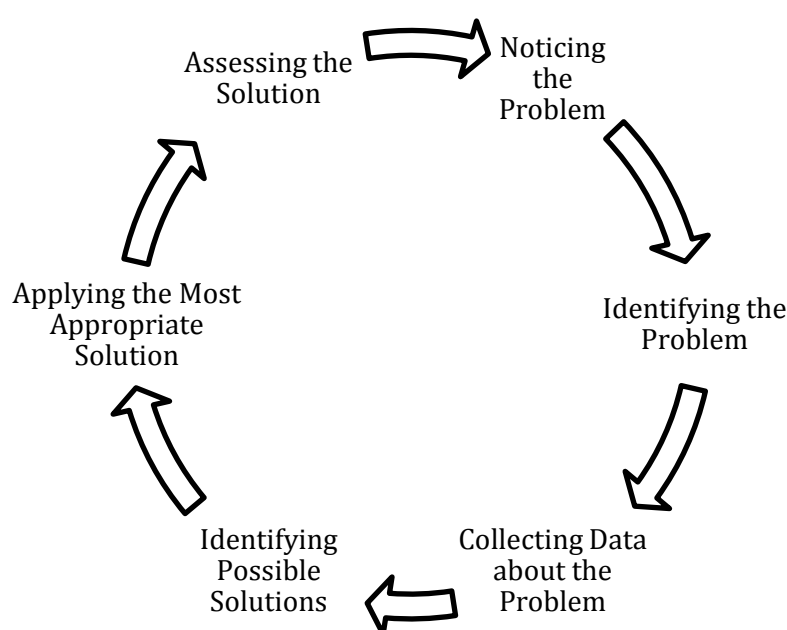 Noticing
the
Problem
Identifying the
Problem
Collecting Data
about the
Problem
Identifying
Possible
Solutions
Applying the Most
Appropriate
Solution
Assessing the
Solution